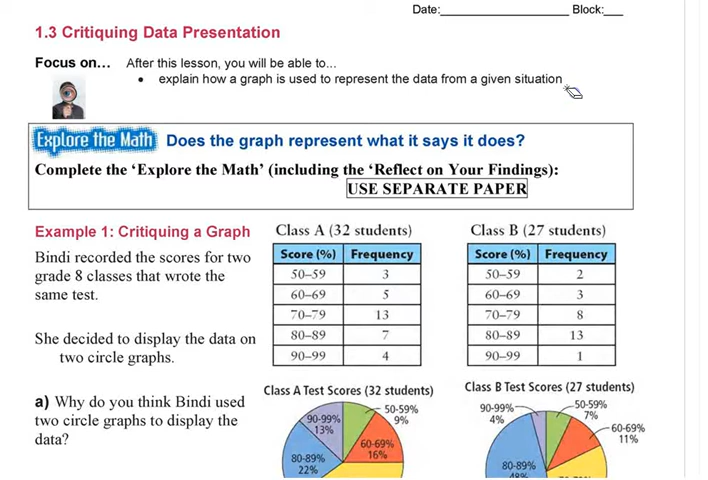 Date:____________________ Block:___
1.3 Critiquing Data Presentation
Focus on... After this lesson, you will be able to...
• explain how a graph is used to represent the data from a given situation
Explore the Math Does the graph represent what it says it does?
Complete the ‘Explore the Math’ (including the ‘Reflect on Your Findings):
USE SEPARATE PAPER
Example 1: Critiquing a Graph
Bindi recorded the scores for two
grade 8 classes that wrote the
same test.
She decided to display the data on
two circle graphs.
a) Why do you think Bindi used
two circle graphs to display the
data?
Class A (32 students)
Score (%) Frequency
50–59 3
60–69 5
70–79 13
80–89 7
90–99 4
Class B (27 students)
Score (%) Frequency
50–59 2
60–69 3
70–79 8
80–89 13
90–99 1
Class A Test Scores (32 students)
90-99%
13%
50-59%
9%
60-69%
16%
80-89%
22%
Class B Test Scores (27 students)
90-99%
4%
50-59%
7%
60-69%
11%
80-89%